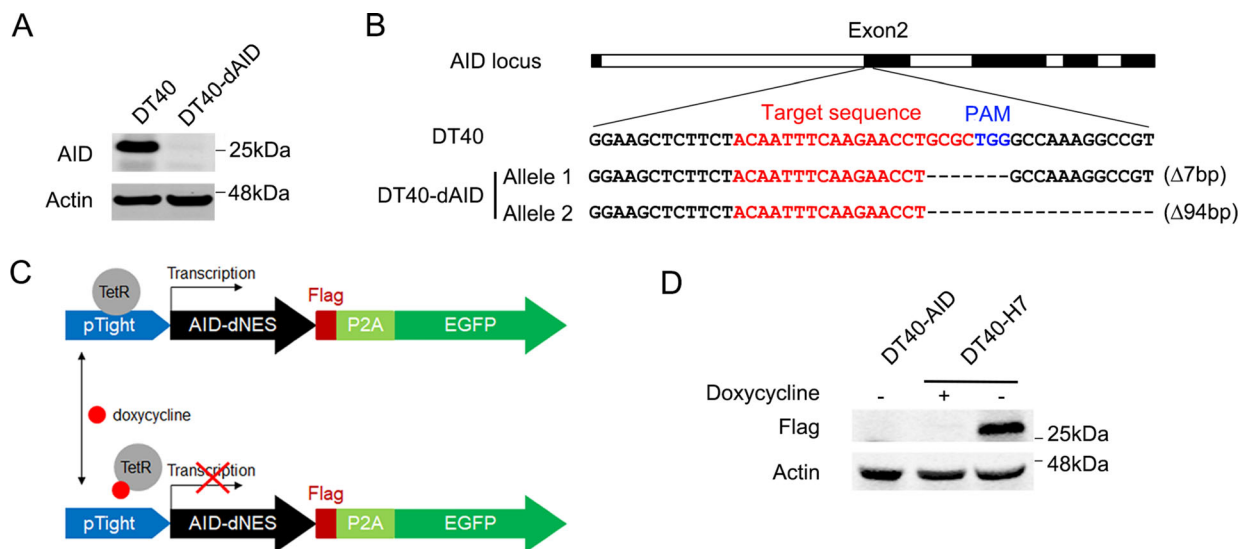 A
DT40
DT40-dAID
AID
25kDa
Actin
48kDa
B
Exon2
AID locus
Target sequence
PAM
DT40
GGAAGCTCTTCTACAATTTCAAGAACCTGCGCTGGGCCAAAGGCCGT
DT40-dAID
Allele 1
GGAAGCTCTTCTACAATTTCAAGAACCT-------GCCAAAGGCCGT
(Δ7bp)
Allele 2
GGAAGCTCTTCTACAATTTCAAGAACCT-------------------
(Δ94bp)
C
TetR
Transcription
Flag
pTight
AID-dNES
P2A
EGFP
doxycycline
TetR
Transcription
Flag
pTight
AID-dNES
P2A
EGFP
D
DT40-AID
DT40-H7
Doxycycline
- + -
Flag
25kDa
Actin
48kDa